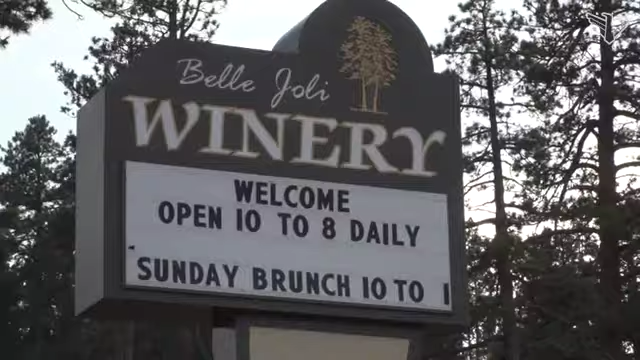 Belle Joli
WINERY
WELCOME
OPEN 10 TO 8 DAILY
SUNDAY BRUNCH 10 TO 1